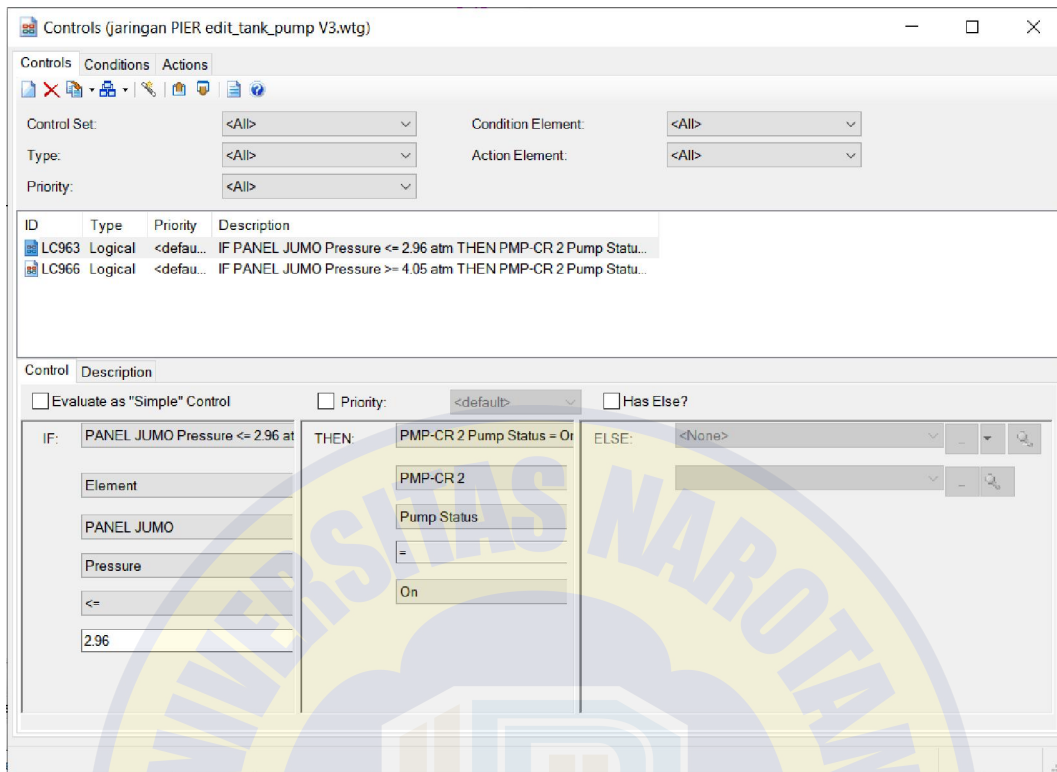 Controls (jaringan PIER edit_tank_pump V3.wtg)
Controls Conditions Actions
Control Set: <All> Condition Element: <All>
Type: <All> Action Element: <All>
Priority: <All>
ID Type Priority Description
LC963 Logical <defau... IF PANEL JUMO Pressure <= 2.96 atm THEN PMP-CR 2 Pump Statu...
LC966 Logical <defau... IF PANEL JUMO Pressure >= 4.05 atm THEN PMP-CR 2 Pump Statu...
Control Description
Evaluate as "Simple" Control Priority: <default> Has Else?
IF: PANEL JUMO Pressure <= 2.96 at THEN: PMP-CR 2 Pump Status = On ELSE: <None>
Element PMP-CR 2
PANEL JUMO Pump Status
Pressure =
<= On
2.96
UNIVERSITAS NAROTAMA